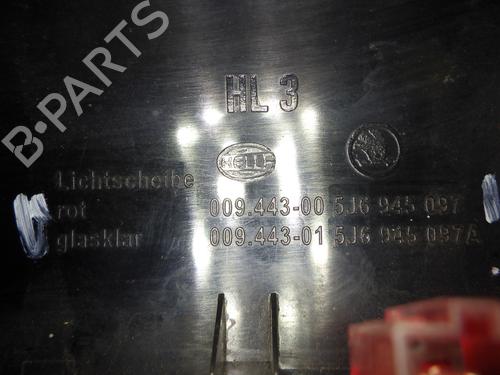 B-PARTS
HL 3
HELLA
Lichtscheibe
rot 009.443-00 5J6 945 097
glasklar 009.443-01 5J6 945 097A